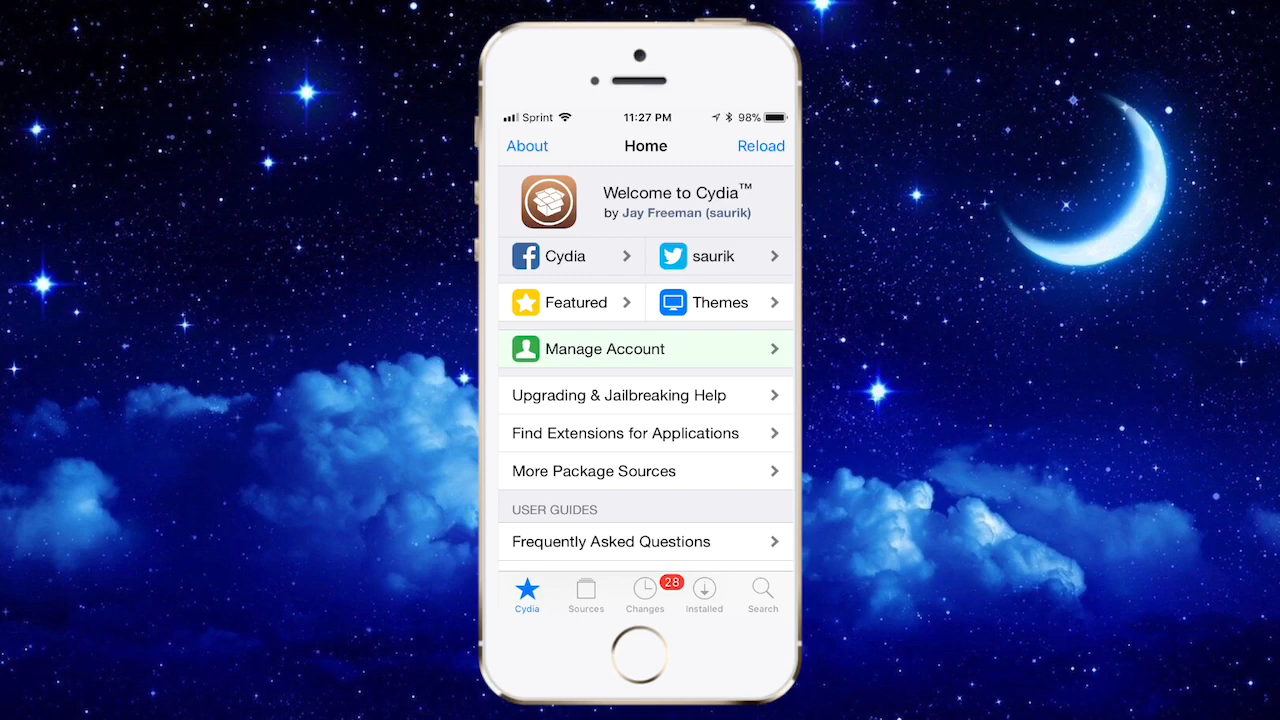 Sprint 11:27 PM 98%
About Home Reload
Welcome to Cydia™
by Jay Freeman (saurik)
Cydia saurik
Featured Themes
Manage Account
Upgrading & Jailbreaking Help
Find Extensions for Applications
More Package Sources
USER GUIDES
Frequently Asked Questions
28
Cydia Sources Changes Installed Search